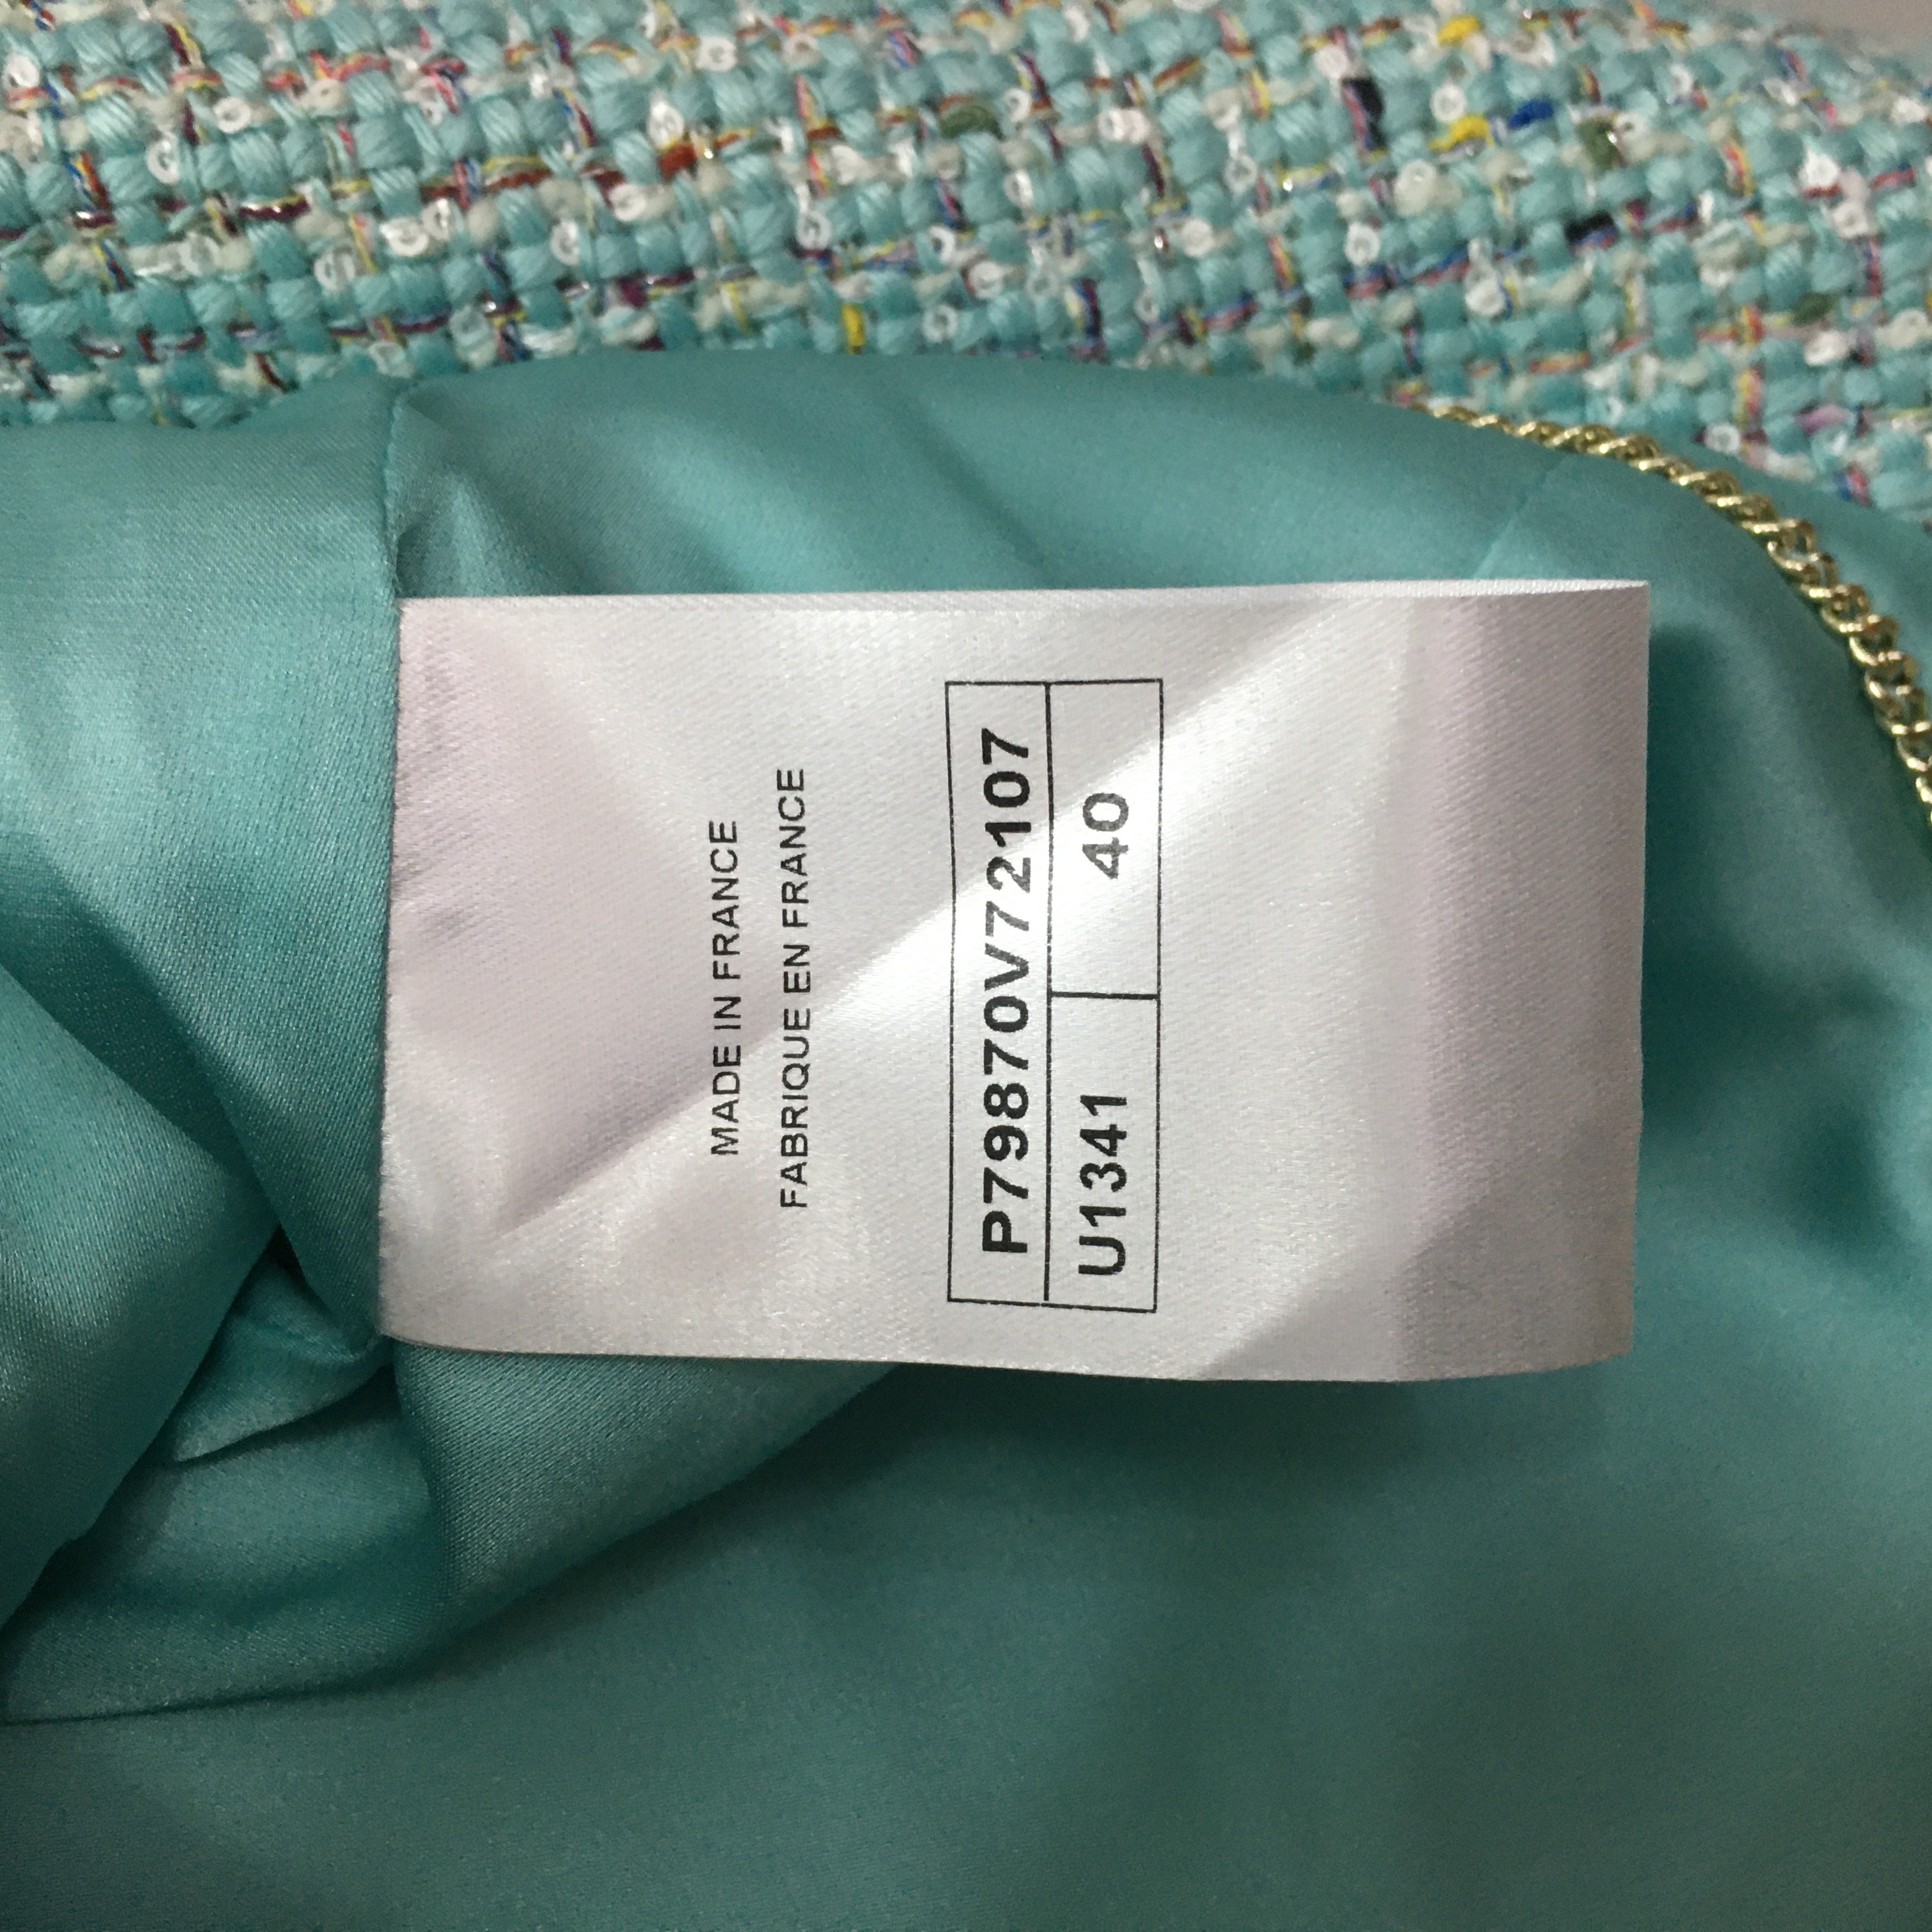 MADE IN FRANCE
FABRIQUE EN FRANCE
P79870V72107
U1341 40